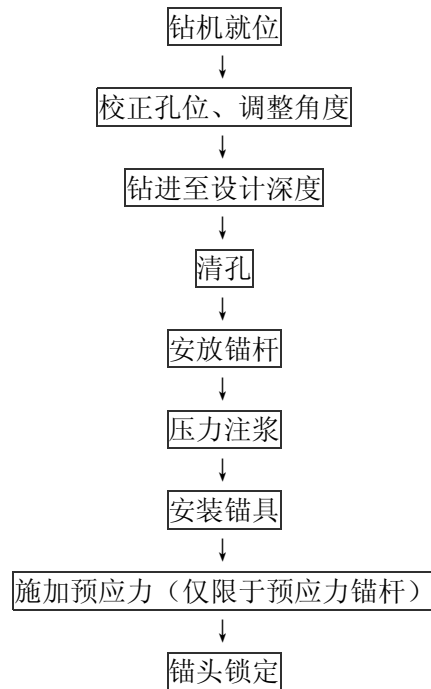 钻机就位
校正孔位、调整角度
钻进至设计深度
清孔
安放锚杆
压力注浆
安装锚具
施加预应力（仅限于预应力锚杆）
锚头锁定